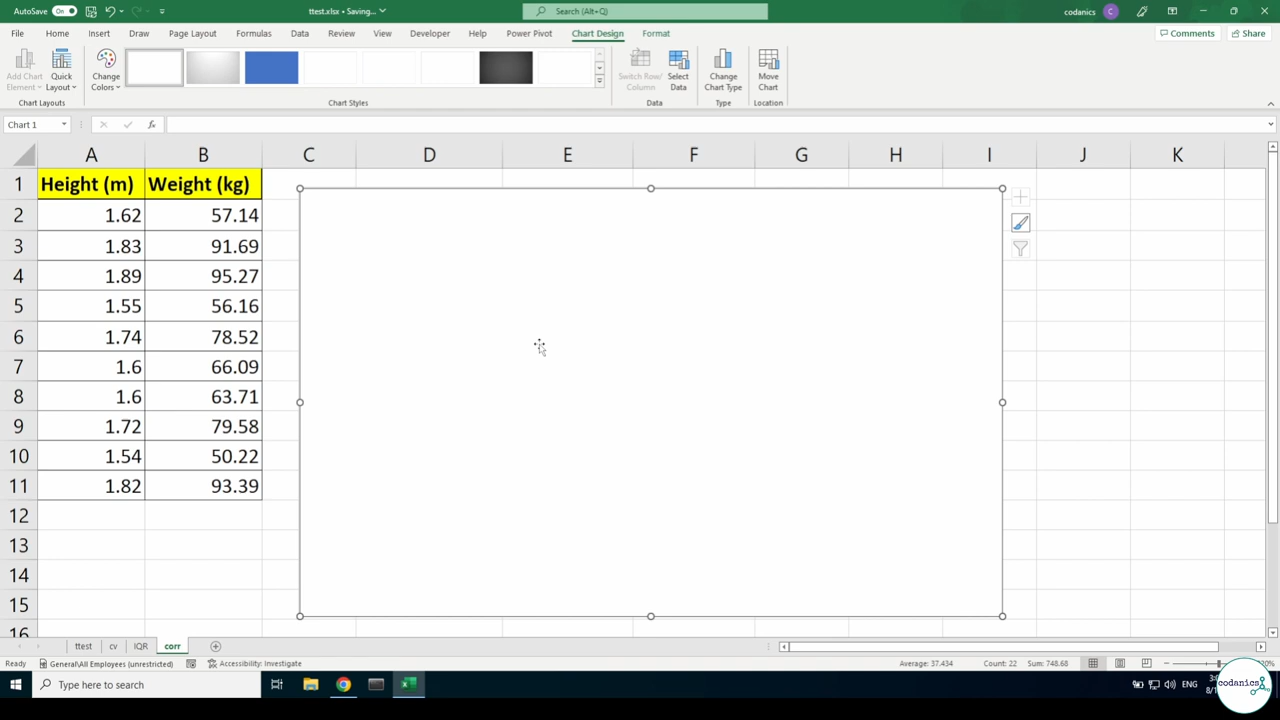 AutoSave On ttest.xlsx • Saving... Search (Alt+Q) codanics C
File Home Insert Draw Page Layout Formulas Data Review View Developer Help Power Pivot Chart Design Format Comments Share
Add Chart Element Quick Layout Change Colors Switch Row/ Column Select Data Change Chart Type Move Chart
Chart Layouts Chart Styles Data Type Location
Chart 1 fx
A B C D E F G H I J K
1 Height (m) Weight (kg)
2 1.62 57.14
3 1.83 91.69
4 1.89 95.27
5 1.55 56.16
6 1.74 78.52
7 1.6 66.09
8 1.6 63.71
9 1.72 79.58
10 1.54 50.22
11 1.82 93.39
12
13
14
15
16
ttest cv IQR corr
Ready General\All Employees (unrestricted) Accessibility: Investigate Average: 37.434 Count: 22 Sum: 748.68
Type here to search ENG
codanics